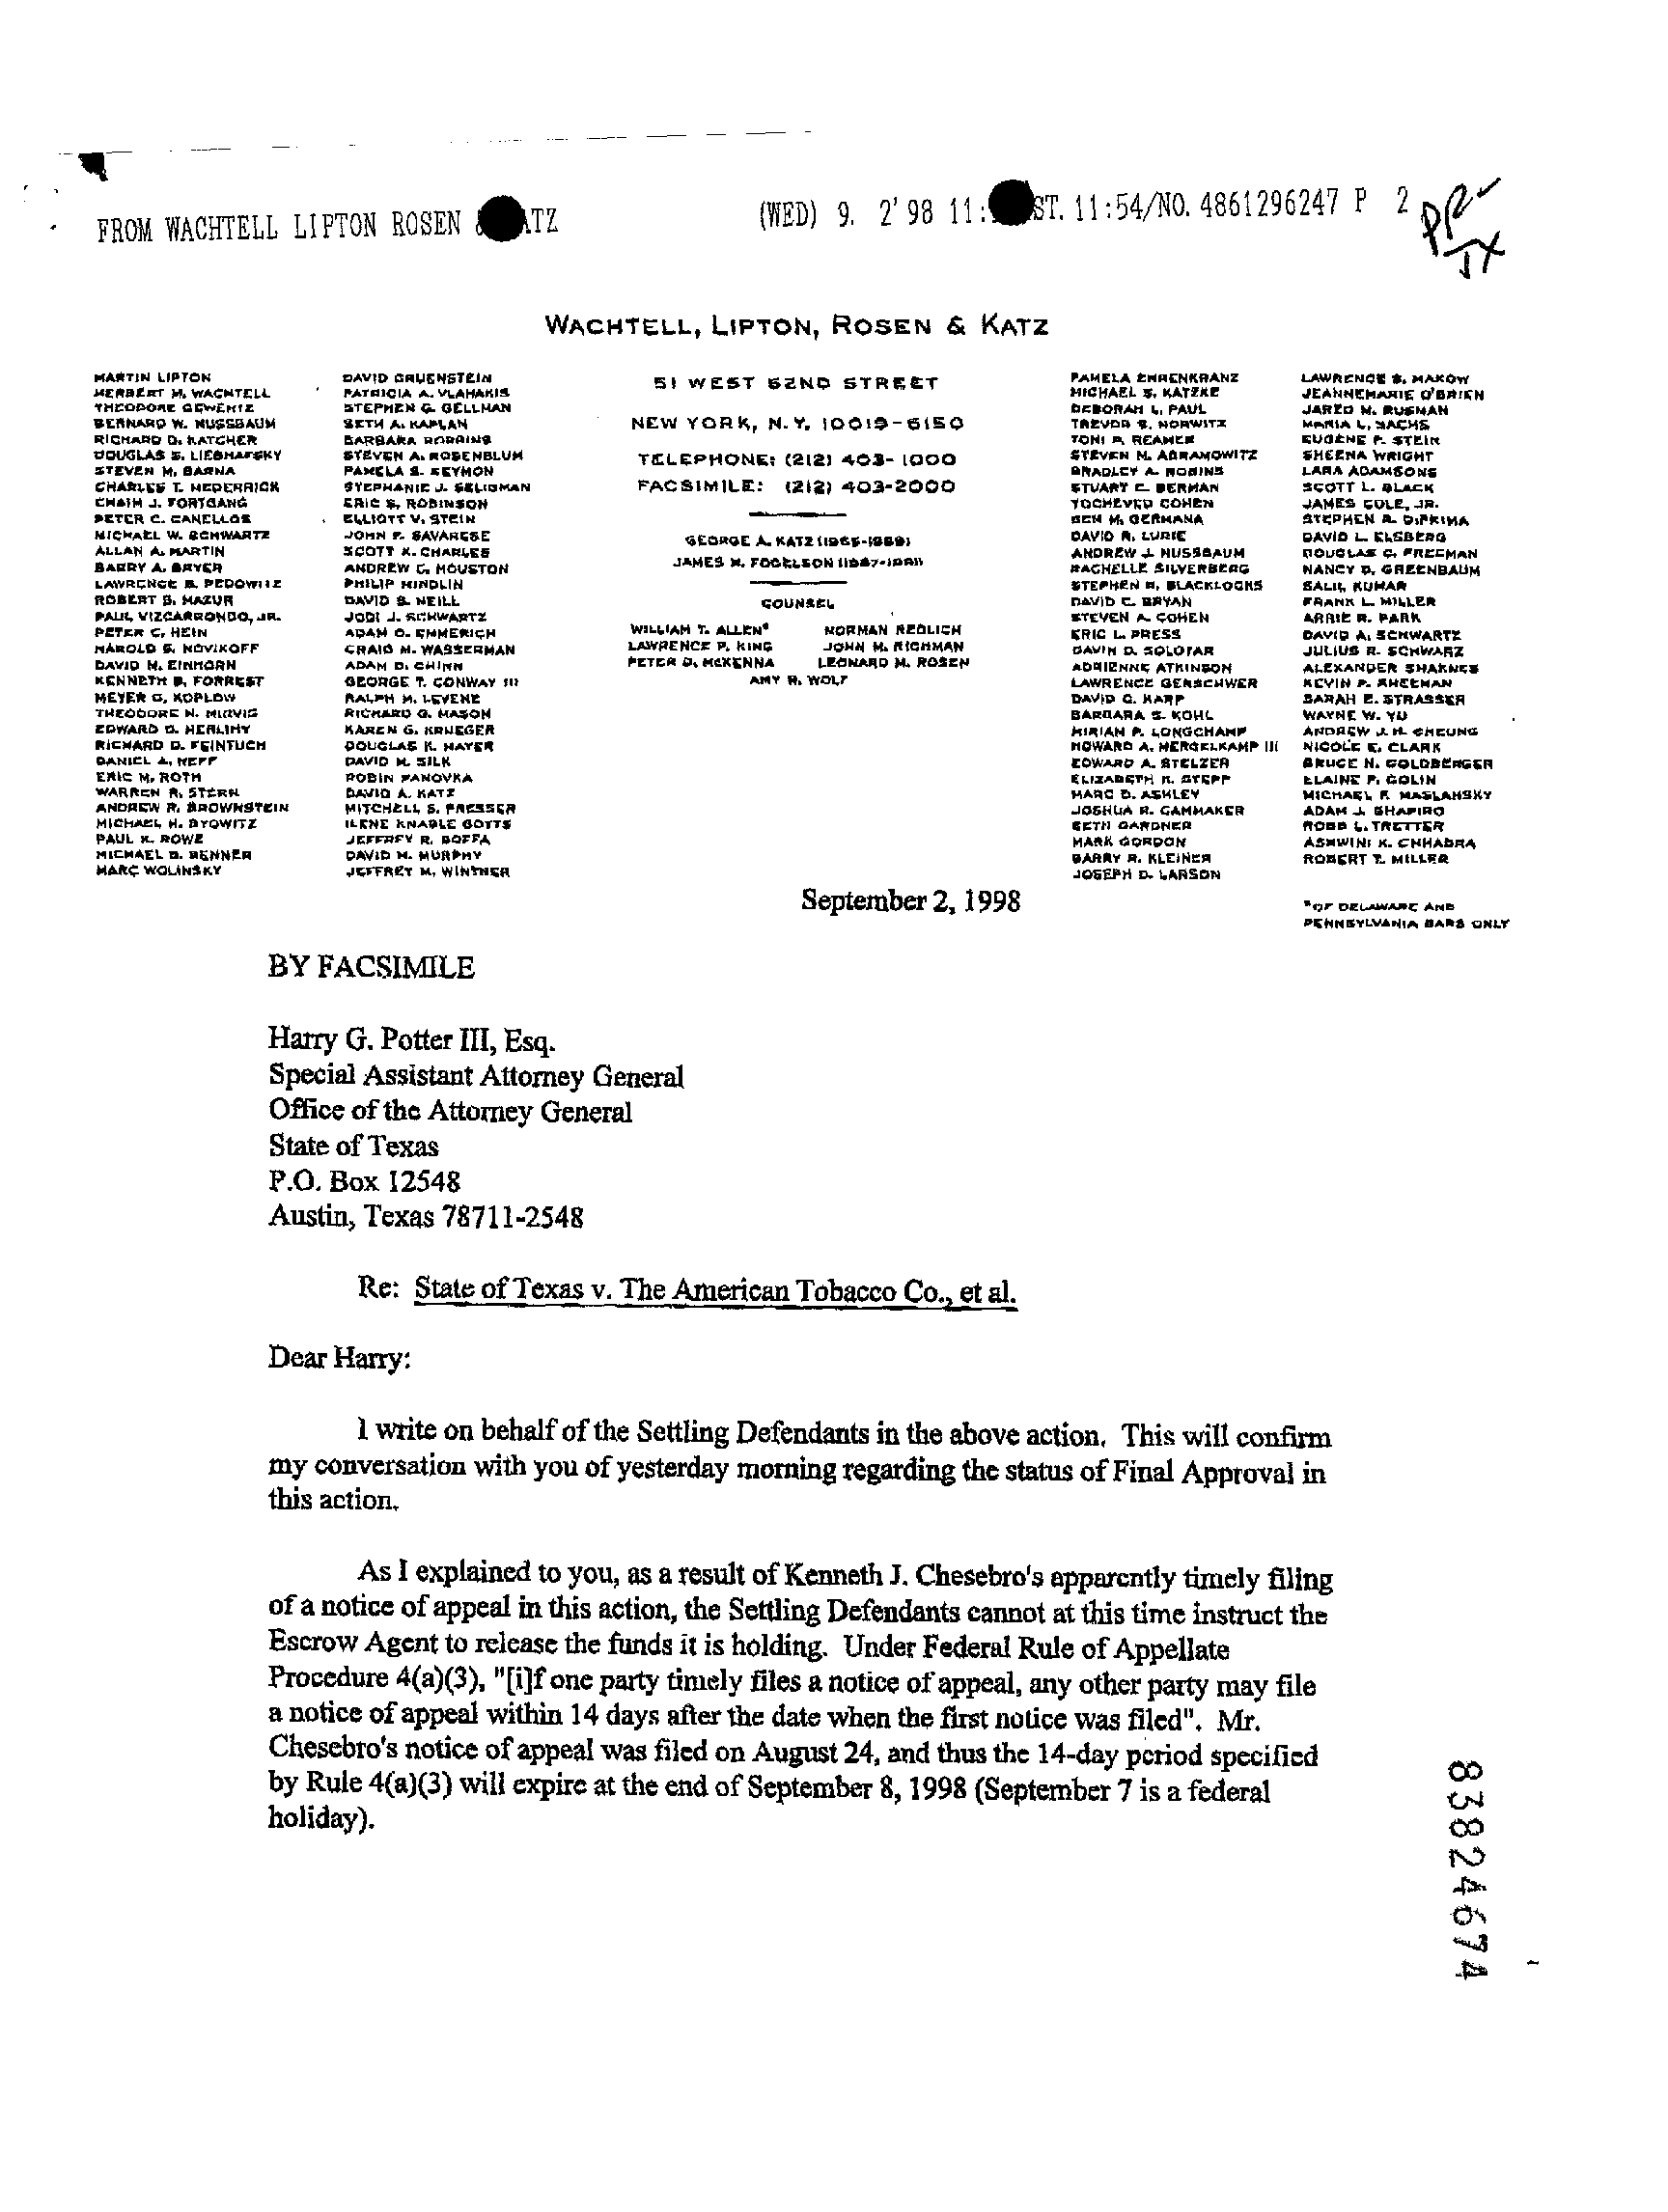 FROM WACHTELL LIPTON ROSEN & KATZ
(WED) 9. 2'98 11: ST. 11:54/NO. 4861296247 P 2
WACHTELL, LIPTON, ROSEN & KATZ
MARTIN LIPTON
HERBERT M. WACHTELL
THEODORE GEWERTZ
BERNARD W. NUSSBAUM
RICHARD D. KATCHER
DOUGLAS S. LIEBHAFSKY
STEVEN M. BARNA
CHARLES T. HEDERRICK
CHAIM J. FORTGANG
PETER C. CANELLOS
MICHAEL W. SCHWARTZ
ALLAN A. MARTIN
BARRY A. BRYER
LAWRENCE B. PEDOWITZ
ROBERT B. MAZUR
PAUL VIZCARRONDO, JR.
PETER C. HEIN
HAROLD S. NOVIKOFF
DAVID M. EINHORN
KENNETH B. FORREST
MEYER G. KOPLOW
THEODORE N. MIRVIS
EDWARD D. HERLIHY
RICHARD D. FEINTUCH
DANIEL A. NEFF
ERIC M. ROTH
WARREN R. STERN
ANDREW R. BROWNSTEIN
MICHAEL H. BYOWITZ
PAUL K. ROWE
MICHAEL B. BENNER
MARC WOLINSKY
DAVID GRUENSTEIN
PATRICIA A. VLAHAKIS
STEPHEN G. GELLMAN
SETH A. KAPLAN
BARBARA ROBBINS
STEVEN A. ROSENBLUM
PAMELA S. SEYMON
STEPHANIE J. SELIGMAN
ERIC S. ROBINSON
ELLIOTT V. STEIN
JOHN F. SAVARESE
SCOTT K. CHARLES
ANDREW C. HOUSTON
PHILIP MINDLIN
DAVID S. NEILL
JODI J. SCHWARTZ
ADAM O. EMMERICH
CRAIG M. WASSERMAN
ADAM D. CHINN
GEORGE T. CONWAY III
RALPH M. LEVENE
RICHARD G. MASON
KAREN G. KRUEGER
DOUGLAS K. MAYER
DAVID M. SILK
ROBIN PANOVKA
DAVID A. KATZ
MITCHELL S. PRESSER
ILENE KNABLE GOTTS
JEFFREY R. BOFFA
DAVID M. MURPHY
JEFFREY M. WINTNER
51 WEST 52ND STREET
NEW YORK, N.Y. 10019-6150
TELEPHONE: (212) 403-1000
FACSIMILE: (212) 403-2000
GEORGE A. KATZ (1965-1989)
JAMES H. FOGELSON (1967-1991)
COUNSEL
WILLIAM T. ALLEN* NORMAN REDLICH
LAWRENCE P. KING JOHN M. RICHMAN
PETER D. MCKENNA LEONARD M. ROSEN
AMY R. WOLF
PAMELA EHRENKRANZ
MICHAEL S. KATZKE
DEBORAH L. PAUL
TREVOR S. NORWITZ
TONI P. REAMER
STEVEN M. ABRAMOWITZ
BRADLEY A. ROBINS
STUART C. BERMAN
YOCHEVED COHEN
BEN M. GERMANA
DAVID R. LURIE
ANDREW J. NUSSBAUM
RACHELLE SILVERBERG
STEPHEN R. BLACKLOCKS
DAVID C. BRYAN
STEVEN A. COHEN
ERIC L. PRESS
GAVIN D. SOLOTAR
ADRIENNE ATKINSON
LAWRENCE GERSCHWER
DAVID G. KARP
BARBARA S. KOHL
MIRIAN P. LONGCHAMP
HOWARD A. MERGELKAMP III
EDWARD A. STELZER
ELIZABETH R. STEPP
MARC D. ASHLEY
JOSHUA R. CAMMAKER
SETH GARDNER
MARK GORDON
BARRY R. KLEINER
JOSEPH D. LARSON
LAWRENCE S. MAKOW
JEANNEMARIE O'BRIEN
JARED M. RUSMAN
MARIA L. SACHS
EUGENE P. STEIN
SHEENA WRIGHT
LARA ADAMSONS
SCOTT L. BLACK
JAMES COLE, JR.
STEPHEN R. DiPRIMA
DAVID L. ELSBERG
DOUGLAS C. FREEMAN
NANCY D. GREENBAUM
SALIL KUMAR
FRANK L. MILLER
ARRIE R. PARK
DAVID A. SCHWARTZ
JULIUS R. SCHWARZ
ALEXANDER SHAKNES
KEVIN P. SHEEHAN
SARAH E. STRASSER
WAYNE W. YU
ANDREW J.H. CHEUNG
NICOLE E. CLARK
BRUCE N. GOLDBERGER
ELAINE P. GOLIN
MICHAEL F. MASLANSKY
ADAM J. SHAPIRO
ROBB L. TRETTER
ASHWINI K. CHHABRA
ROBERT T. MILLER
*OF DELAWARE AND
PENNSYLVANIA BARS ONLY
September 2, 1998
BY FACSIMILE
Harry G. Potter III, Esq.
Special Assistant Attorney General
Office of the Attorney General
State of Texas
P.O. Box 12548
Austin, Texas 78711-2548
Re: State of Texas v. The American Tobacco Co., et al.
Dear Harry:
I write on behalf of the Settling Defendants in the above action. This will confirm
my conversation with you of yesterday morning regarding the status of Final Approval in
this action.
As I explained to you, as a result of Kenneth J. Chesebro's apparently timely filing
of a notice of appeal in this action, the Settling Defendants cannot at this time instruct the
Escrow Agent to release the funds it is holding. Under Federal Rule of Appellate
Procedure 4(a)(3), "[i]f one party timely files a notice of appeal, any other party may file
a notice of appeal within 14 days after the date when the first notice was filed". Mr.
Chesebro's notice of appeal was filed on August 24, and thus the 14-day period specified
by Rule 4(a)(3) will expire at the end of September 8, 1998 (September 7 is a federal
holiday).
83824674